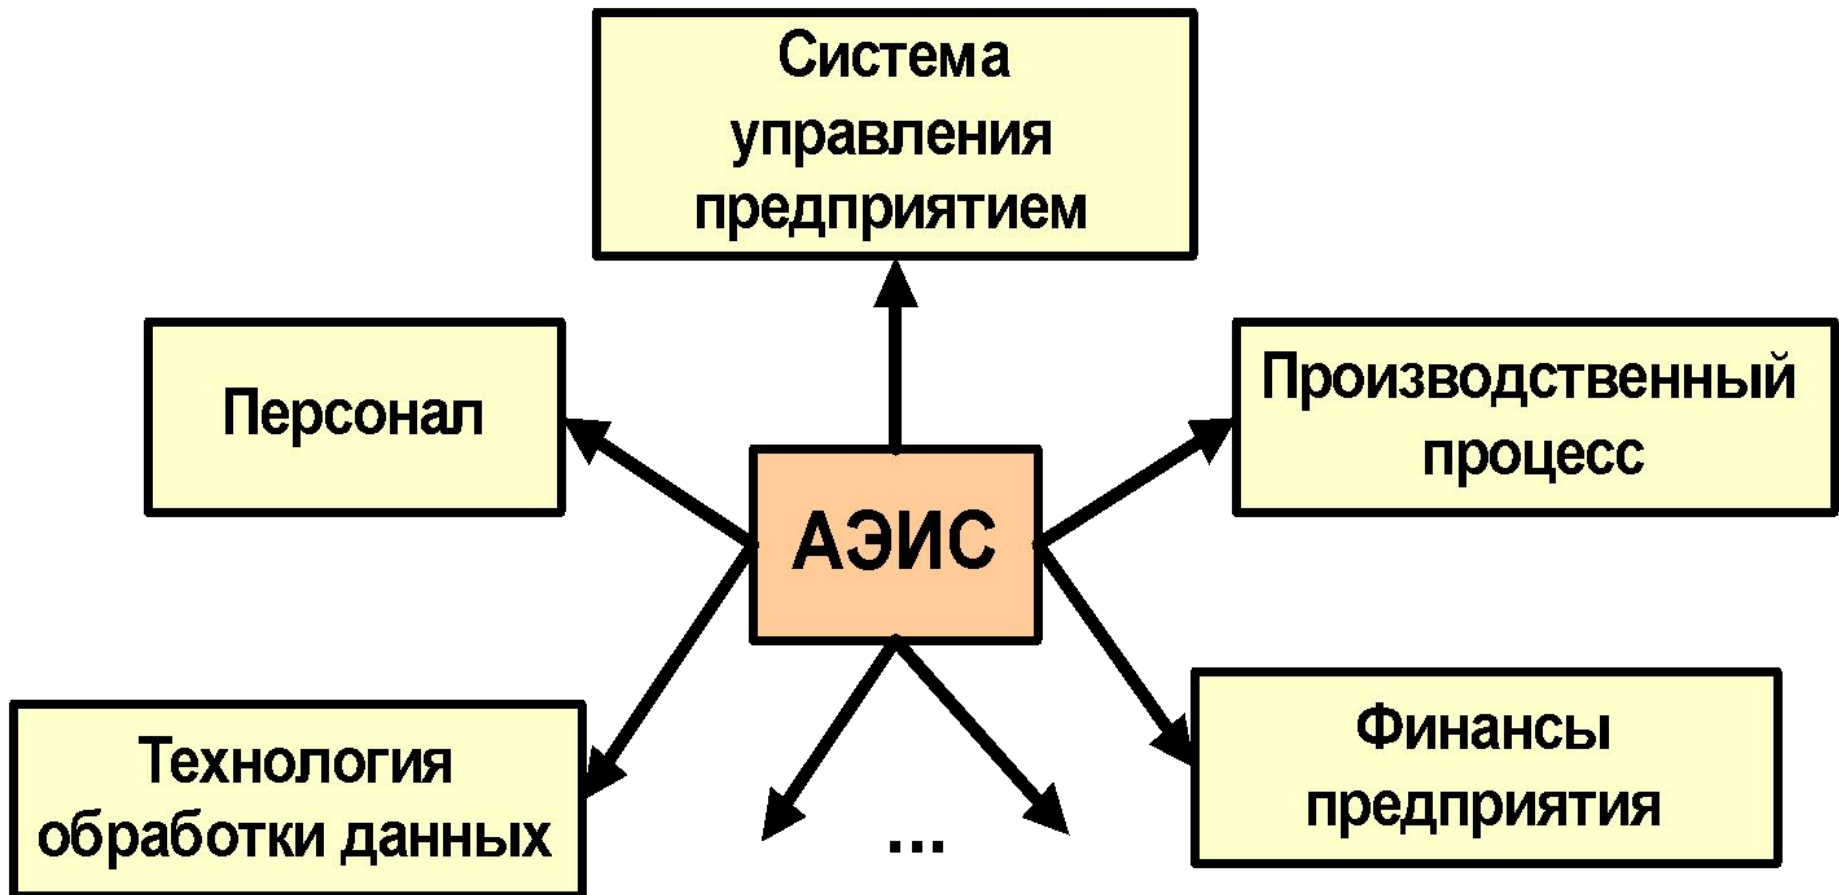 Система
управления
предприятием
Персонал
Производственный
процесс
АЭИС
Технология
обработки данных
...
Финансы
предприятия